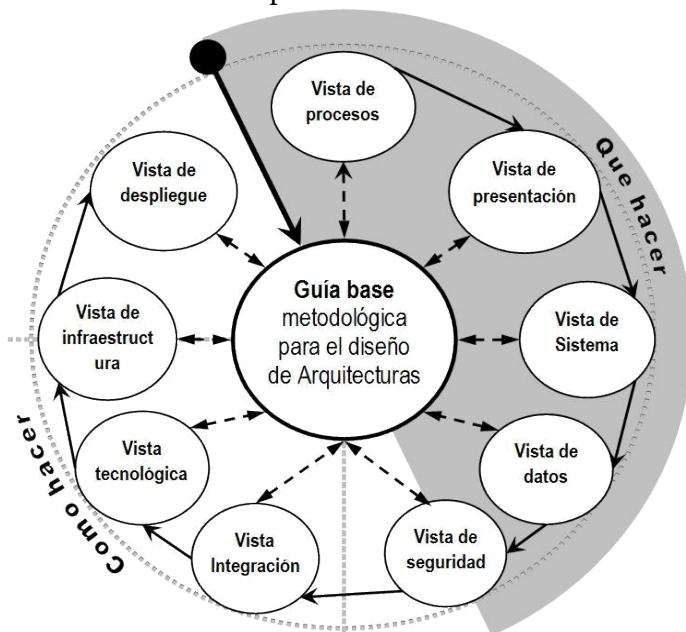 Vista de
procesos
Vista de
presentación
Que hacer
Vista de
Sistema
Vista de
datos
Vista de
seguridad
Vista
Integración
Vista
tecnológica
Como hacer
Vista de
infraestruct
ura
Vista de
despliegue
Guía base
metodológica
para el diseño
de Arquitecturas